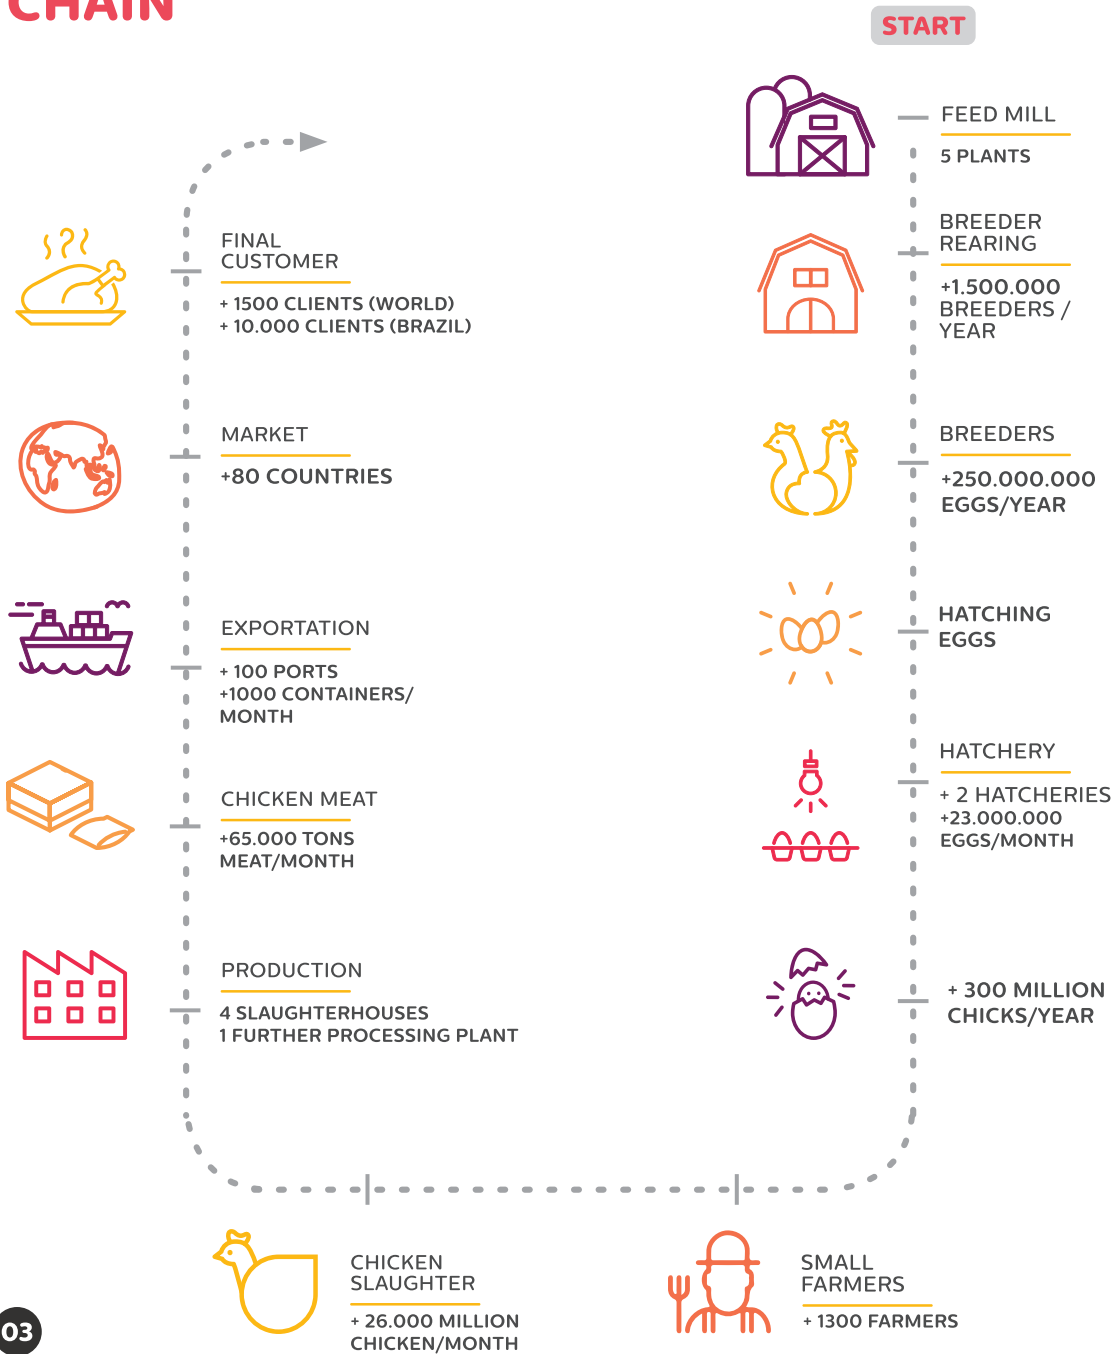 CHAIN
START
FEED MILL
5 PLANTS
BREEDER
REARING
+1.500.000
BREEDERS /
YEAR
BREEDERS
+250.000.000
EGGS/YEAR
HATCHING
EGGS
HATCHERY
+ 2 HATCHERIES
+23.000.000
EGGS/MONTH
+ 300 MILLION
CHICKS/YEAR
SMALL
FARMERS
+ 1300 FARMERS
CHICKEN
SLAUGHTER
+ 26.000 MILLION
CHICKEN/MONTH
PRODUCTION
4 SLAUGHTERHOUSES
1 FURTHER PROCESSING PLANT
CHICKEN MEAT
+65.000 TONS
MEAT/MONTH
EXPORTATION
+ 100 PORTS
+1000 CONTAINERS/
MONTH
MARKET
+80 COUNTRIES
FINAL
CUSTOMER
+ 1500 CLIENTS (WORLD)
+ 10.000 CLIENTS (BRAZIL)
03